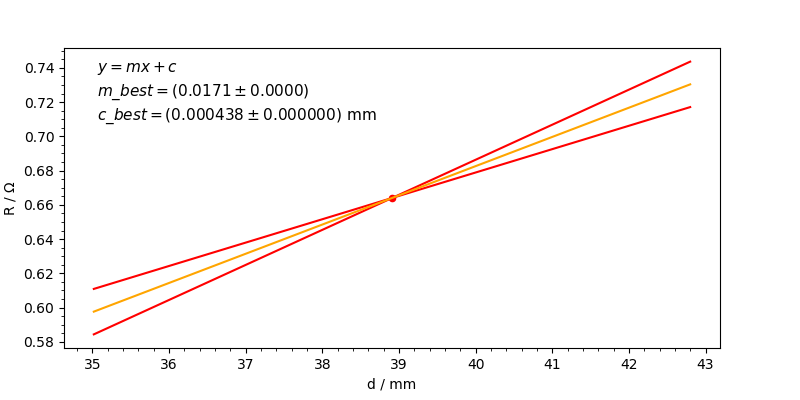 y = mx + c
m_best = (0.0171 ± 0.0000)
c_best = (0.000438 ± 0.000000) mm
0.74
0.72
0.70
0.68
0.66
0.64
0.62
0.60
0.58
R / Ω
35 36 37 38 39 40 41 42 43
d / mm